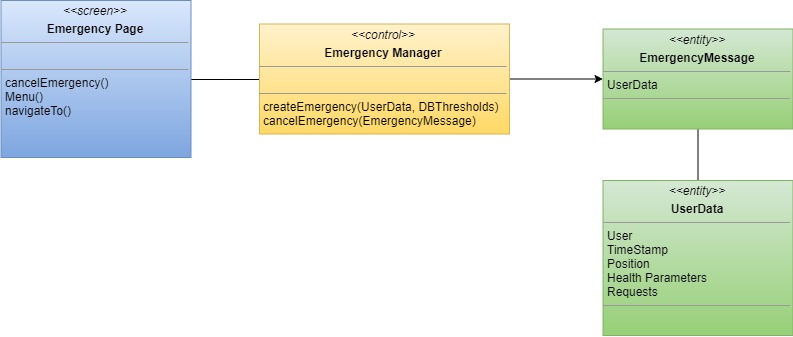 <<screen>>
Emergency Page
cancelEmergency()
Menu()
navigateTo()
<<control>>
Emergency Manager
createEmergency(UserData, DBThresholds)
cancelEmergency(EmergencyMessage)
<<entity>>
EmergencyMessage
UserData
<<entity>>
UserData
User
TimeStamp
Position
Health Parameters
Requests